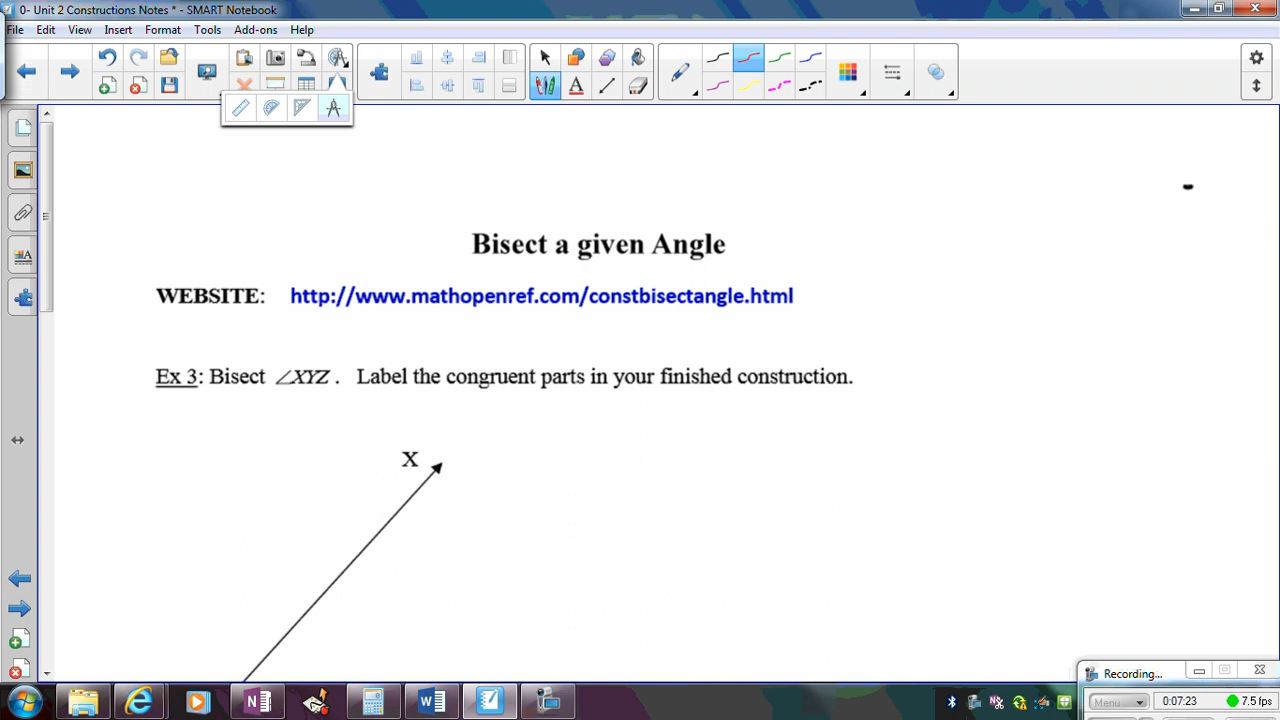 0- Unit 2 Constructions Notes * - SMART Notebook
File Edit View Insert Format Tools Add-ons Help
Bisect a given Angle
WEBSITE: http://www.mathopenref.com/constbisectangle.html
Ex 3: Bisect ∠XYZ . Label the congruent parts in your finished construction.
X
Recording...
Menu 0:07:23 7.5 fps